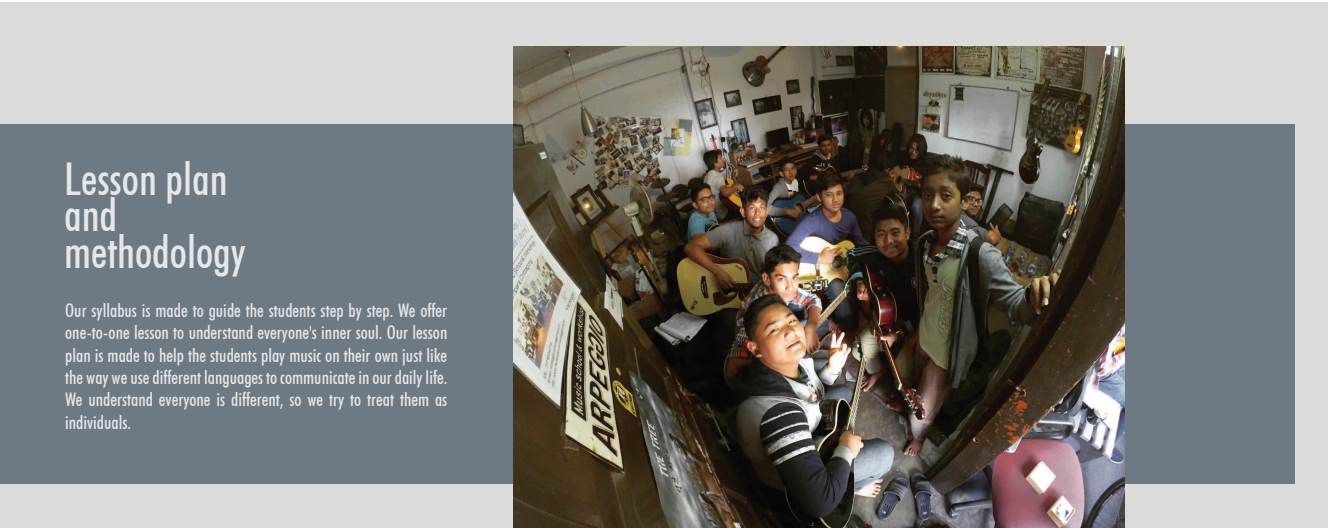 Lesson plan
and
methodology
Our syllabus is made to guide the students step by step. We offer
one-to-one lesson to understand everyone's inner soul. Our lesson
plan is made to help the students play music on their own just like
the way we use different languages to communicate in our daily life.
We understand everyone is different, so we try to treat them as
individuals.
Music school & workshop
ARPEGGIO
THE TREE